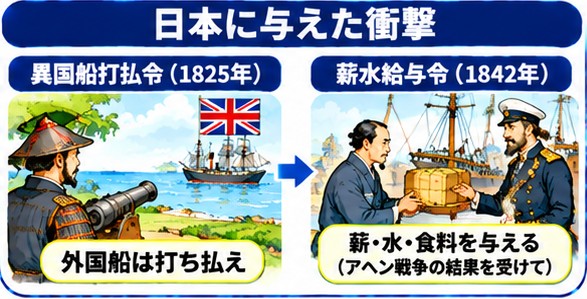 日本に与えた衝撃
異国船打払令（1825年）
外国船は打ち払え
薪水給与令（1842年）
薪・水・食料を与える
（アヘン戦争の結果を受けて）